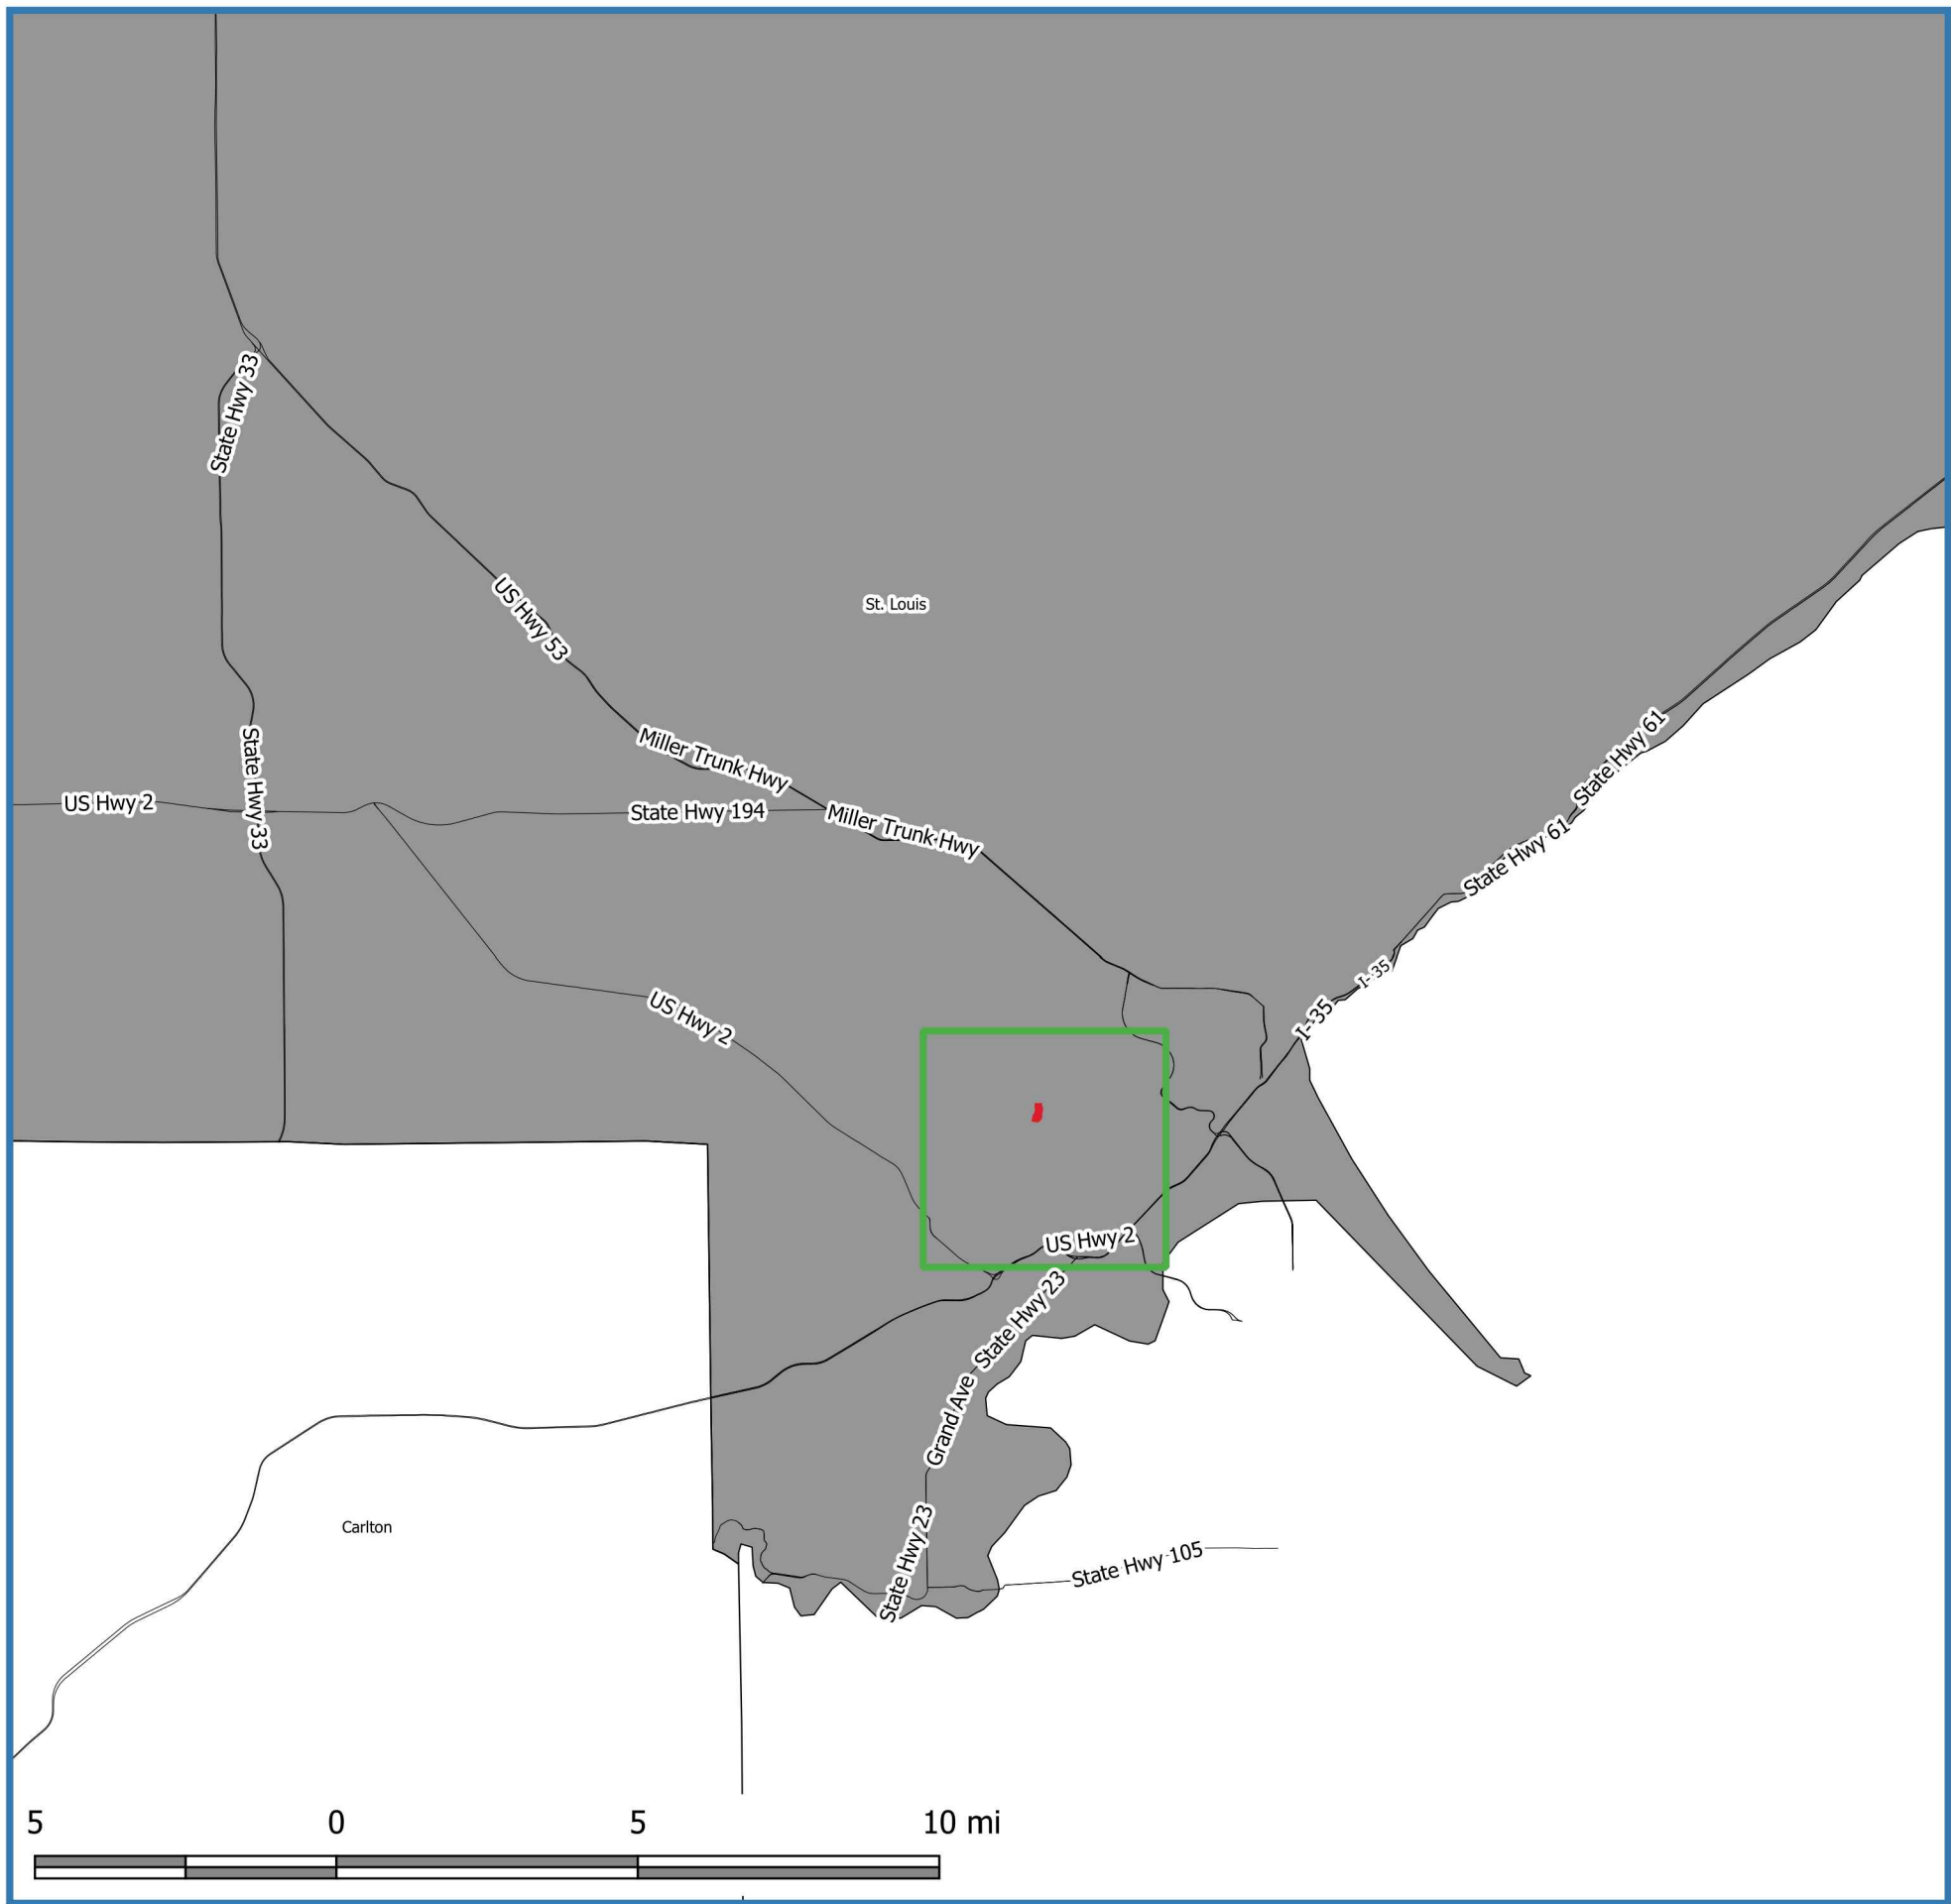 State Hwy 33
US Hwy 53
St. Louis
Miller Trunk Hwy
State Hwy 61
State Hwy 33
US Hwy 2
State Hwy 194
Miller Trunk Hwy
State Hwy 61
I-35
US Hwy 2
I-35
US Hwy 2
State Hwy 23
Grand Ave
Carlton
State Hwy 23
State Hwy 105
5 0 5 10 mi